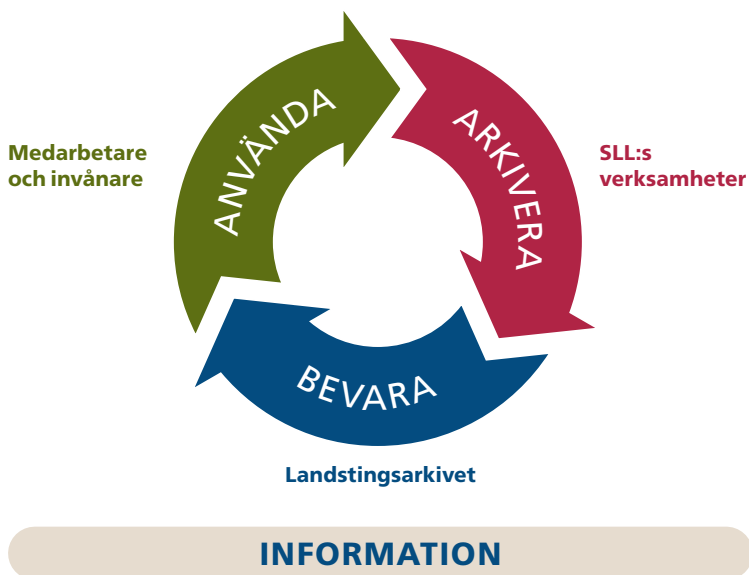 ANVÄNDA
ARKIVERA
Medarbetare
och invånare
SLL:s
verksamheter
BEVARA
Landstingsarkivet
INFORMATION